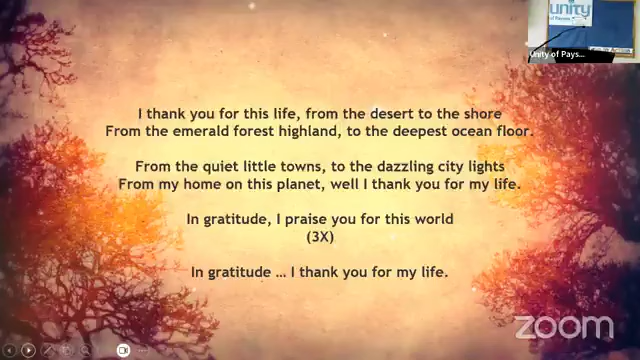 unity
Unity of Pays...
I thank you for this life, from the desert to the shore
From the emerald forest highland, to the deepest ocean floor.
From the quiet little towns, to the dazzling city lights
From my home on this planet, well I thank you for my life.
In gratitude, I praise you for this world
(3X)
In gratitude … I thank you for my life.
zoom